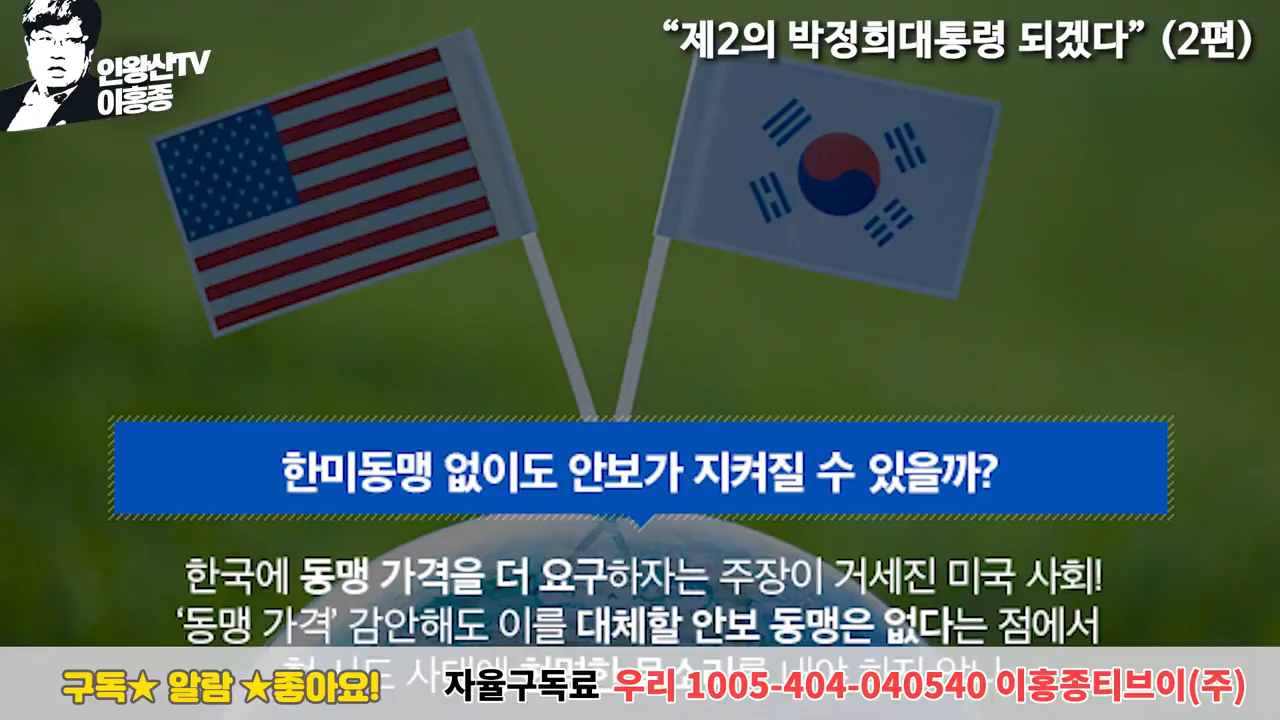 “제2의 박정희대통령 되겠다” (2편)
인왕산TV
이홍종
한미동맹 없이도 안보가 지켜질 수 있을까?
한국에 동맹 가격을 더 요구하자는 주장이 거세진 미국 사회!
‘동맹 가격’ 감안해도 이를 대체할 안보 동맹은 없다는 점에서
구독★ 알람 ★좋아요!
자율구독료 우리 1005-404-040540 이홍종티브이(주)